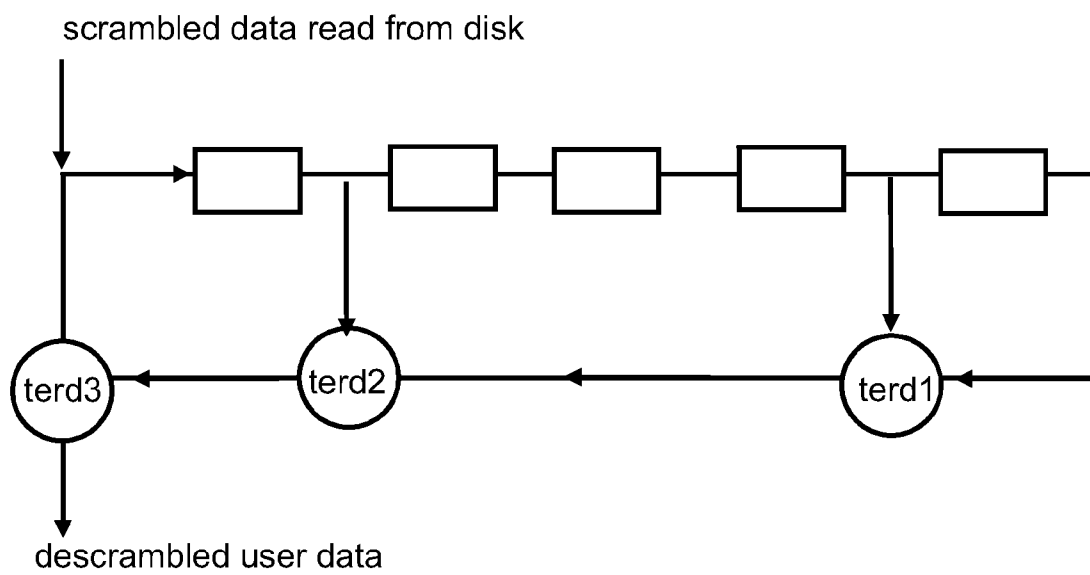 scrambled data read from disk
terd3
terd2
terd1
descrambled user data